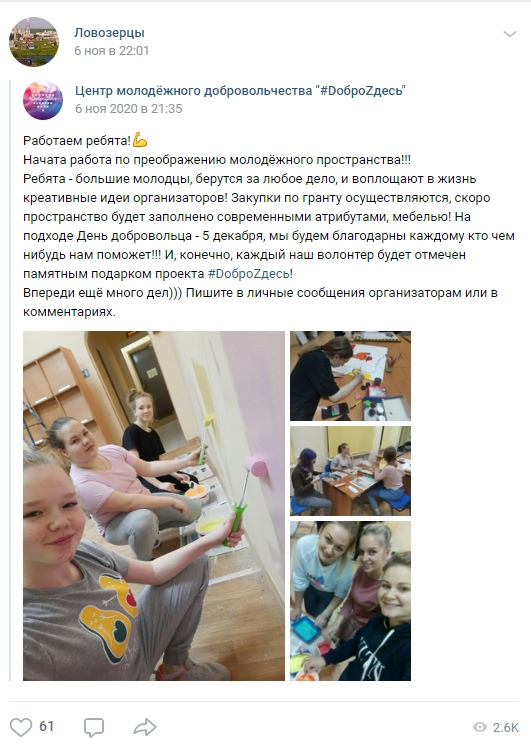 Ловозерцы
6 ноя в 22:01
Центр молодёжного добровольчества "#DоброZдесь"
6 ноя 2020 в 21:35
Работаем ребята!💪
Начата работа по преображению молодёжного пространства!!!
Ребята - большие молодцы, берутся за любое дело, и воплощают в жизнь
креативные идеи организаторов! Закупки по гранту осуществляются, скоро
пространство будет заполнено современными атрибутами, мебелью! На
подходе День добровольца - 5 декабря, мы будем благодарны каждому кто чем
нибудь нам поможет!!! И, конечно, каждый наш волонтер будет отмечен
памятным подарком проекта #DоброZдесь!
Впереди ещё много дел))) Пишите в личные сообщения организаторам или в
комментариях.
61
2.6K